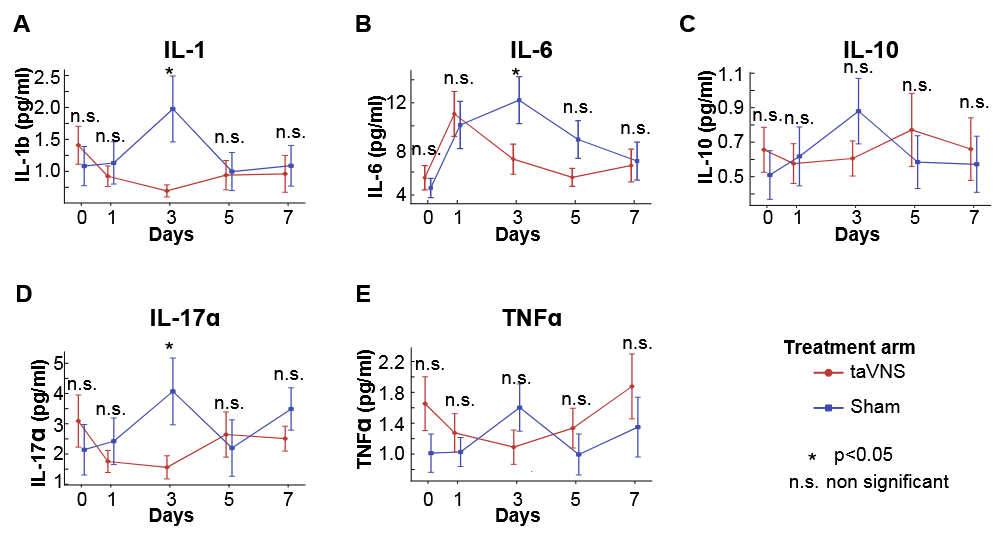 A
IL-1
IL-1b (pg/ml)
2.5
2.0
1.5
1.0
n.s.
n.s.
*
n.s.
n.s.
0 1 3 5 7
Days
B
IL-6
IL-6 (pg/ml)
12
8
4
n.s.
n.s.
*
n.s.
n.s.
0 1 3 5 7
Days
C
IL-10
IL-10 (pg/ml)
1.1
0.9
0.7
0.5
n.s.
n.s.
n.s.
n.s.
n.s.
0 1 3 5 7
Days
D
IL-17ɑ
IL-17ɑ (pg/ml)
5
4
3
2
1
n.s.
n.s.
*
n.s.
n.s.
0 1 3 5 7
Days
E
TNFɑ
TNFɑ (pg/ml)
2.2
1.8
1.4
1.0
n.s.
n.s.
n.s.
n.s.
n.s.
0 1 3 5 7
Days
Treatment arm
taVNS
Sham
* p<0.05
n.s. non significant